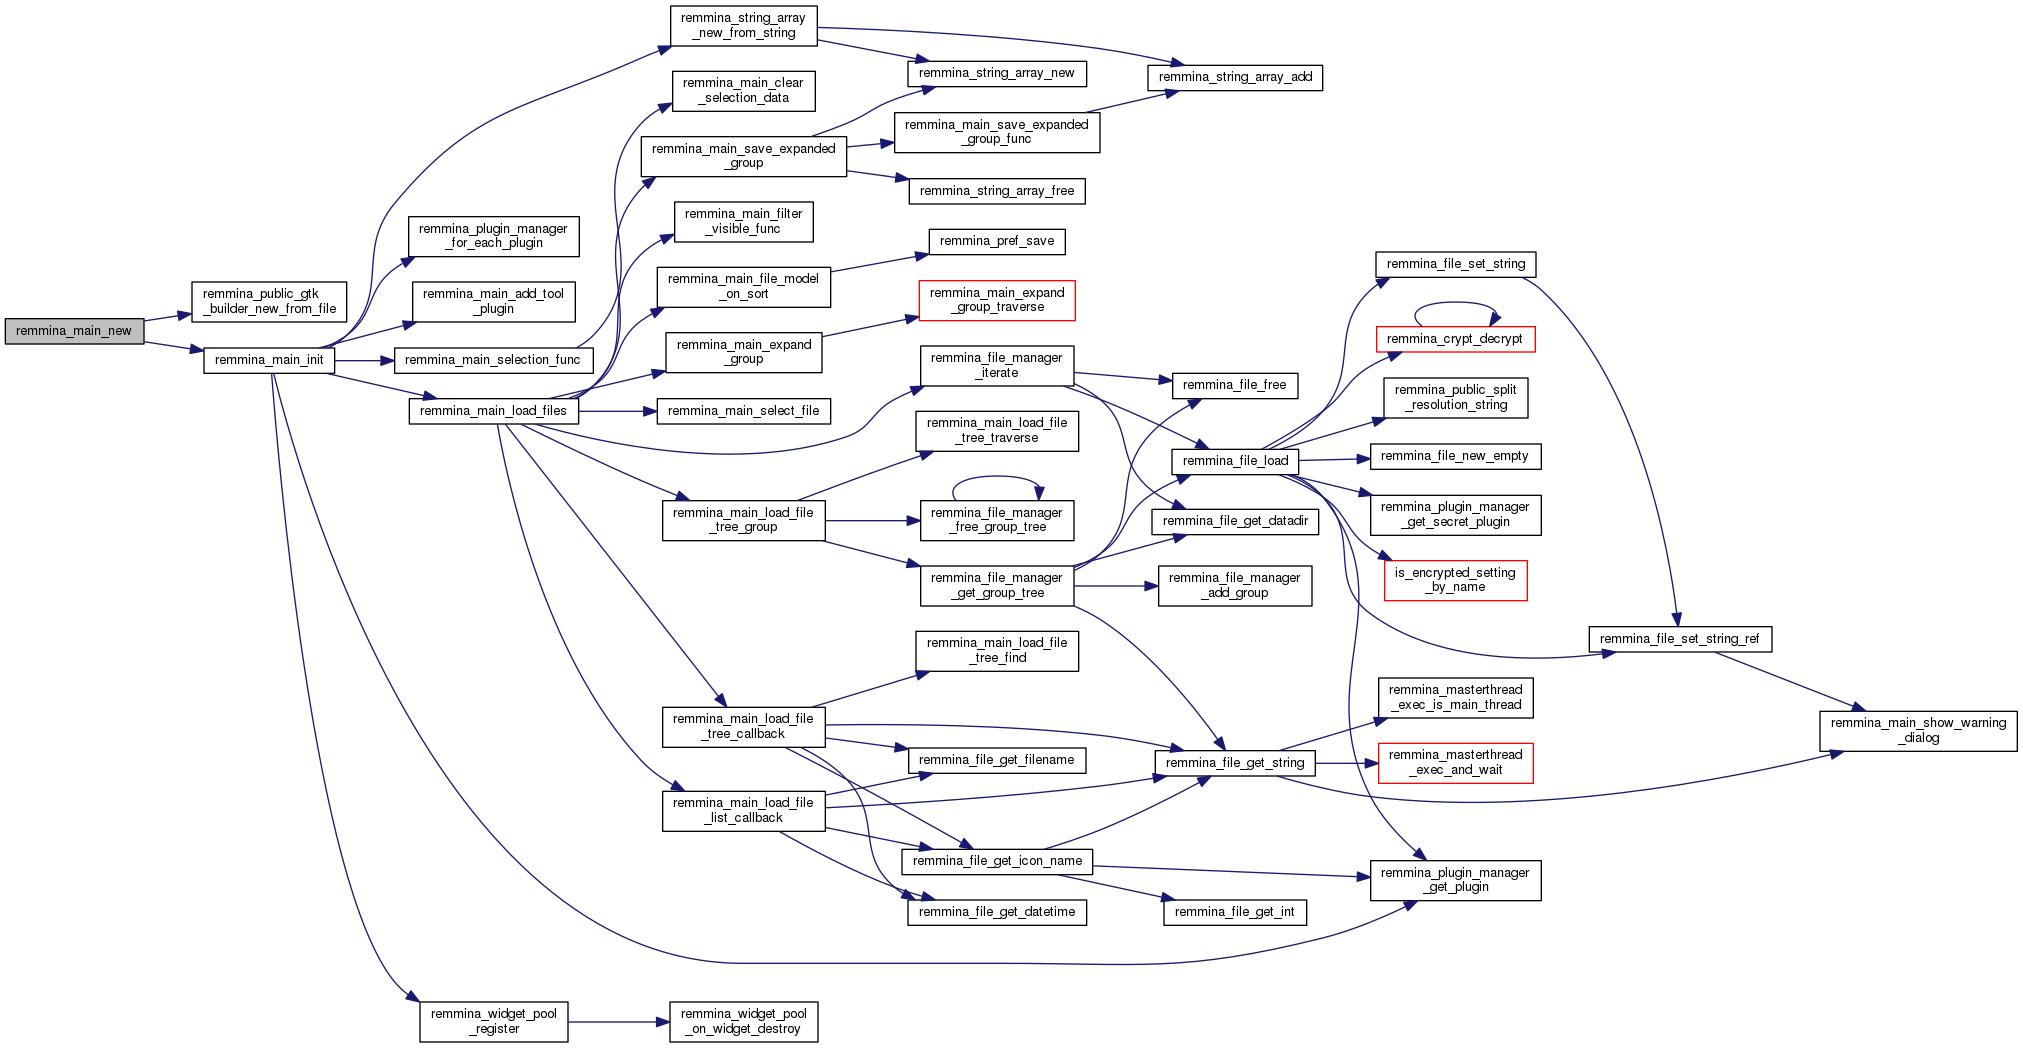 remmina_main_new
remmina_public_gtk
_builder_new_from_file
remmina_main_init
remmina_plugin_manager
_for_each_plugin
remmina_main_add_tool
_plugin
remmina_main_selection_func
remmina_main_load_files
remmina_widget_pool
_register
remmina_string_array
_new_from_string
remmina_main_clear
_selection_data
remmina_main_save_expanded
_group
remmina_main_filter
_visible_func
remmina_main_file_model
_on_sort
remmina_main_expand
_group
remmina_main_select_file
remmina_main_load_file
_tree_group
remmina_main_load_file
_tree_callback
remmina_main_load_file
_list_callback
remmina_widget_pool
_on_widget_destroy
remmina_string_array_new
remmina_main_save_expanded
_group_func
remmina_string_array_free
remmina_pref_save
remmina_main_expand
_group_traverse
remmina_file_manager
_iterate
remmina_main_load_file
_tree_traverse
remmina_file_manager
_free_group_tree
remmina_file_manager
_get_group_tree
remmina_main_load_file
_tree_find
remmina_file_get_filename
remmina_file_get_icon_name
remmina_file_get_datetime
remmina_string_array_add
remmina_file_free
remmina_file_load
remmina_file_get_datadir
remmina_file_manager
_add_group
remmina_file_get_string
remmina_file_get_int
remmina_file_set_string
remmina_crypt_decrypt
remmina_public_split
_resolution_string
remmina_file_new_empty
remmina_plugin_manager
_get_secret_plugin
is_encrypted_setting
_by_name
remmina_masterthread
_exec_is_main_thread
remmina_masterthread
_exec_and_wait
remmina_plugin_manager
_get_plugin
remmina_file_set_string_ref
remmina_main_show_warning
_dialog